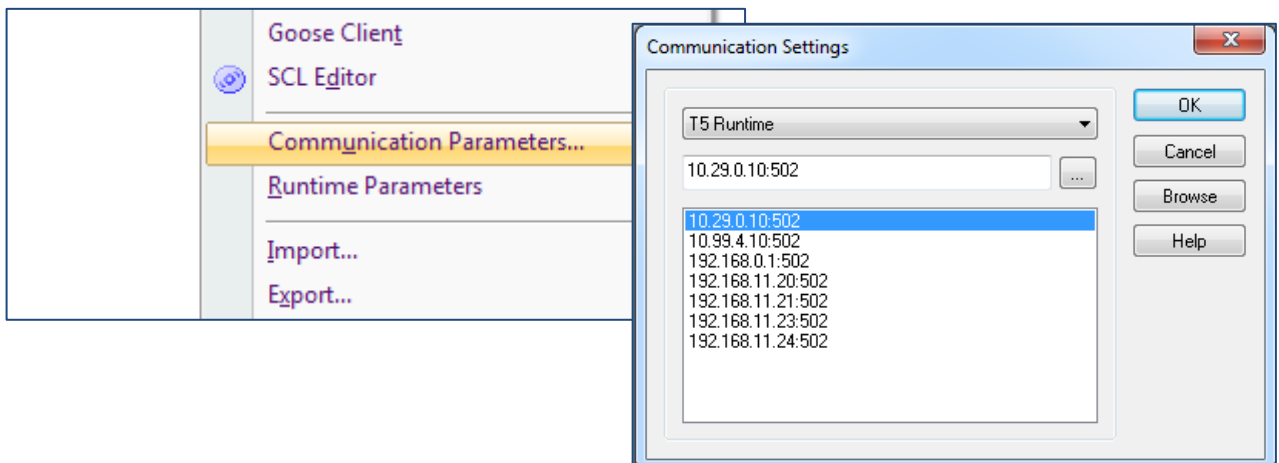 Goose Client
SCL Editor
Communication Parameters...
Runtime Parameters
Import...
Export...
Communication Settings
T5 Runtime
10.29.0.10:502
...
10.29.0.10:502
10.99.4.10:502
192.168.0.1:502
192.168.11.20:502
192.168.11.21:502
192.168.11.23:502
192.168.11.24:502
OK
Cancel
Browse
Help